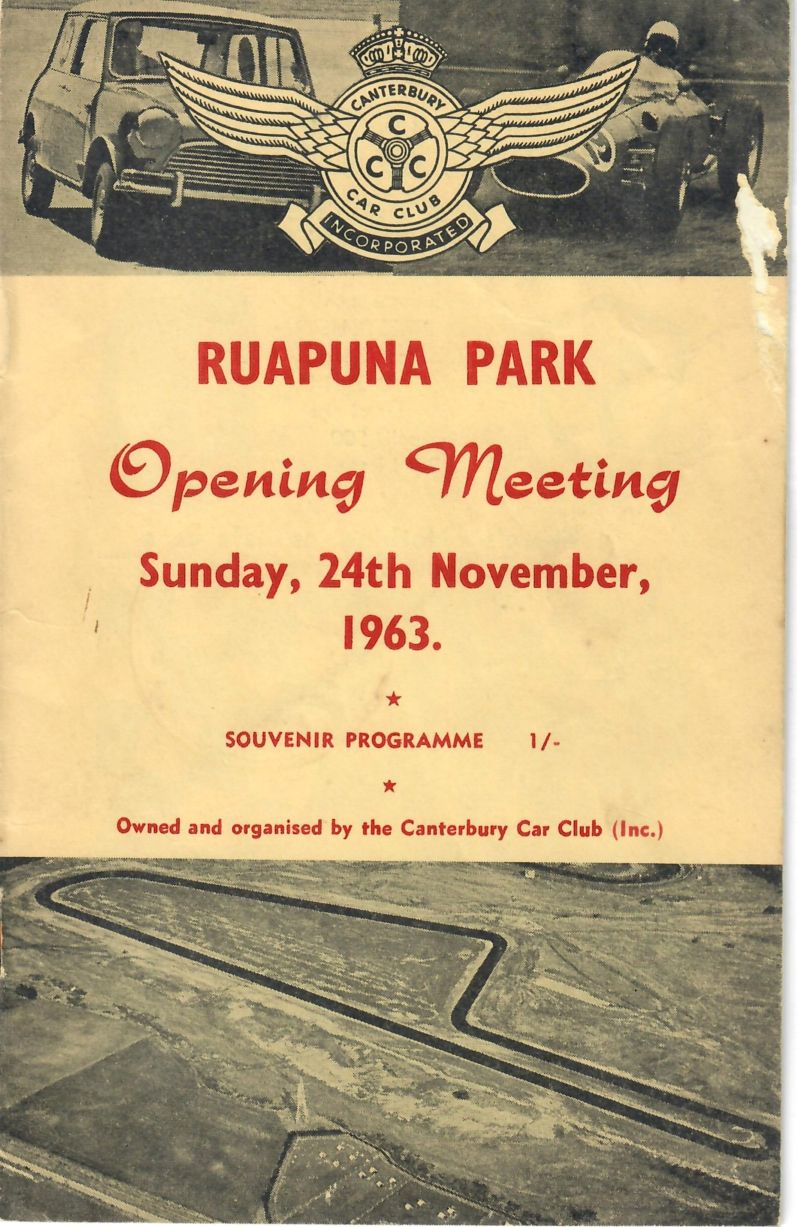 CANTERBURY
C
C C
CAR CLUB
INCORPORATED
RUAPUNA PARK
Opening Meeting
Sunday, 24th November,
1963.
SOUVENIR PROGRAMME 1/-
Owned and organised by the Canterbury Car Club (Inc.)